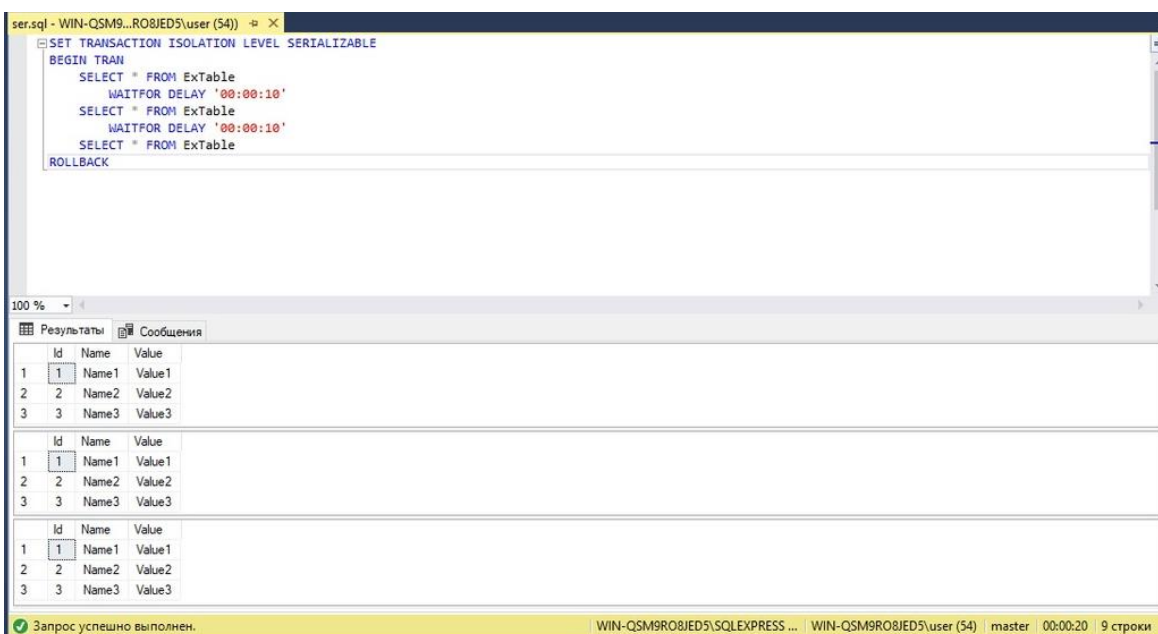 ser.sql - WIN-QSM9...RO8JED5\user (54))
SET TRANSACTION ISOLATION LEVEL SERIALIZABLE
BEGIN TRAN
SELECT * FROM ExTable
WAITFOR DELAY '00:00:10'
SELECT * FROM ExTable
WAITFOR DELAY '00:00:10'
SELECT * FROM ExTable
ROLLBACK
100 %
Результаты Сообщения
Id Name Value
1 1 Name1 Value1
2 2 Name2 Value2
3 3 Name3 Value3
Id Name Value
1 1 Name1 Value1
2 2 Name2 Value2
3 3 Name3 Value3
Id Name Value
1 1 Name1 Value1
2 2 Name2 Value2
3 3 Name3 Value3
Запрос успешно выполнен. WIN-QSM9RO8JED5\SQLEXPRESS ... WIN-QSM9RO8JED5\user (54) master 00:00:20 9 строки